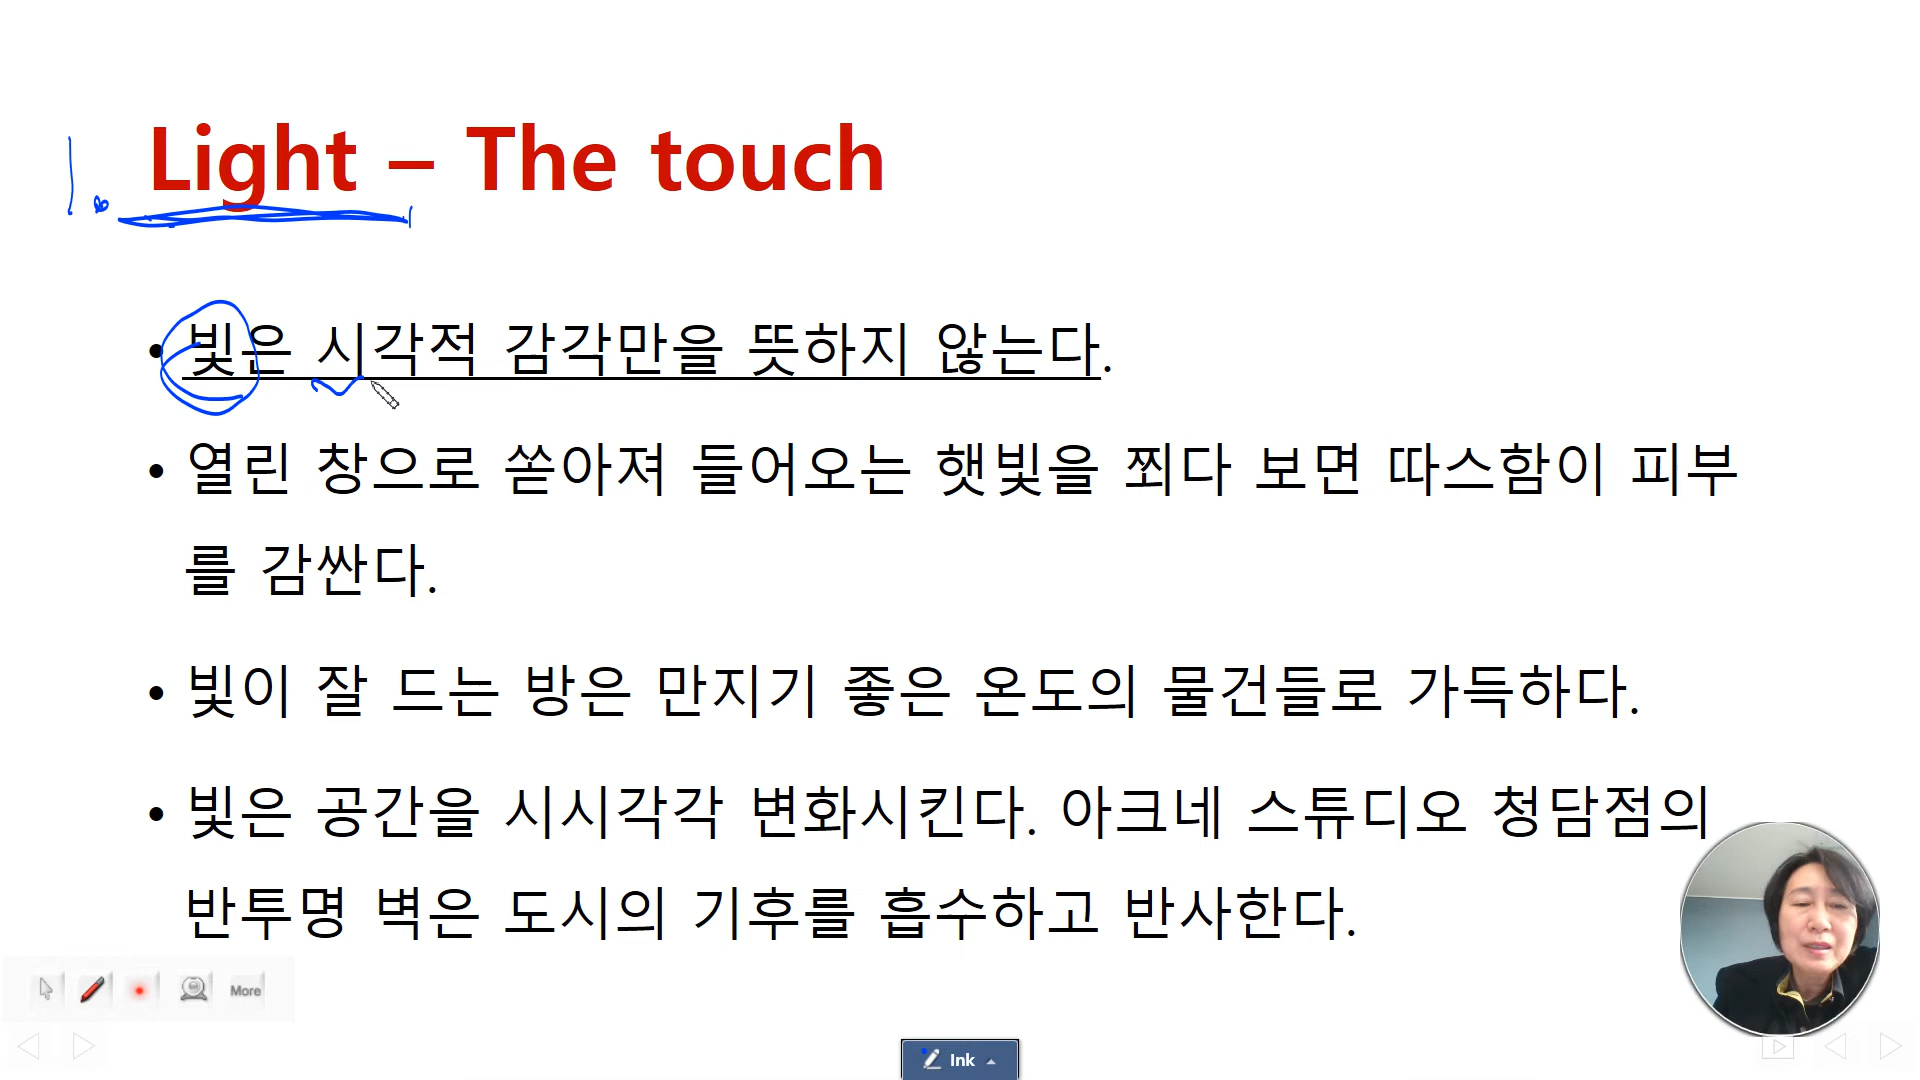 1.
Light – The touch
• 빛은 시각적 감각만을 뜻하지 않는다.
• 열린 창으로 쏟아져 들어오는 햇빛을 쬐다 보면 따스함이 피부
를 감싼다.
• 빛이 잘 드는 방은 만지기 좋은 온도의 물건들로 가득하다.
• 빛은 공간을 시시각각 변화시킨다. 아크네 스튜디오 청담점의
반투명 벽은 도시의 기후를 흡수하고 반사한다.
More
Ink